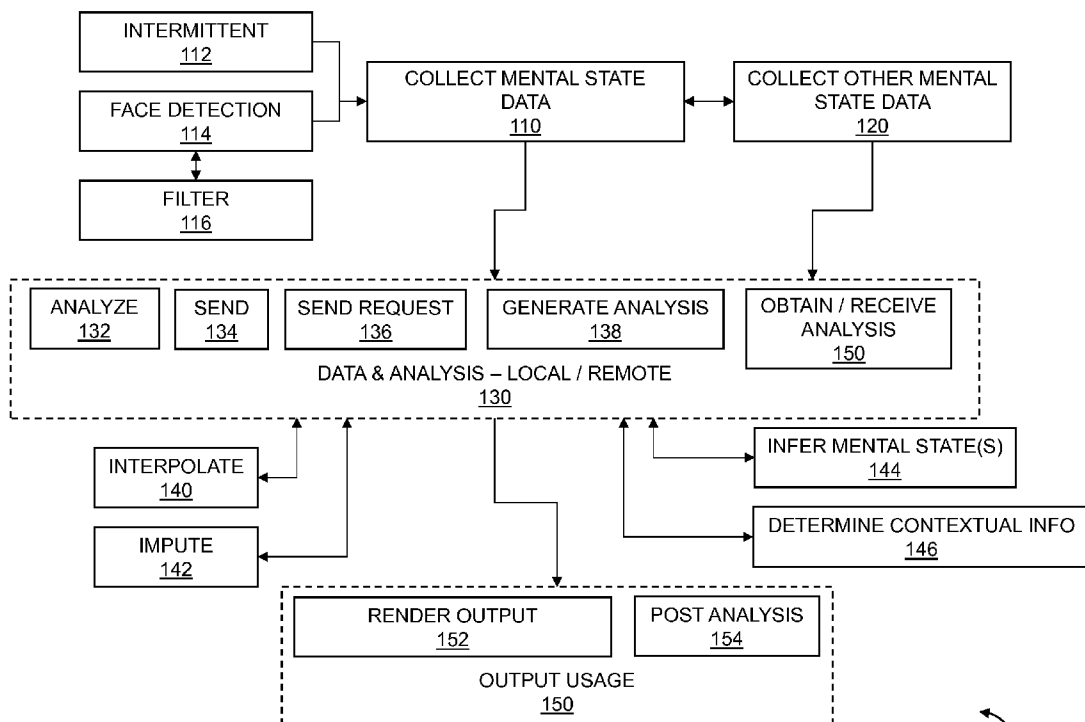 INTERMITTENT
112
FACE DETECTION
114
FILTER
116
COLLECT MENTAL STATE
DATA
110
COLLECT OTHER MENTAL
STATE DATA
120
ANALYZE
132
SEND
134
SEND REQUEST
136
GENERATE ANALYSIS
138
OBTAIN / RECEIVE
ANALYSIS
150
DATA & ANALYSIS – LOCAL / REMOTE
130
INTERPOLATE
140
IMPUTE
142
INFER MENTAL STATE(S)
144
DETERMINE CONTEXTUAL INFO
146
RENDER OUTPUT
152
POST ANALYSIS
154
OUTPUT USAGE
150